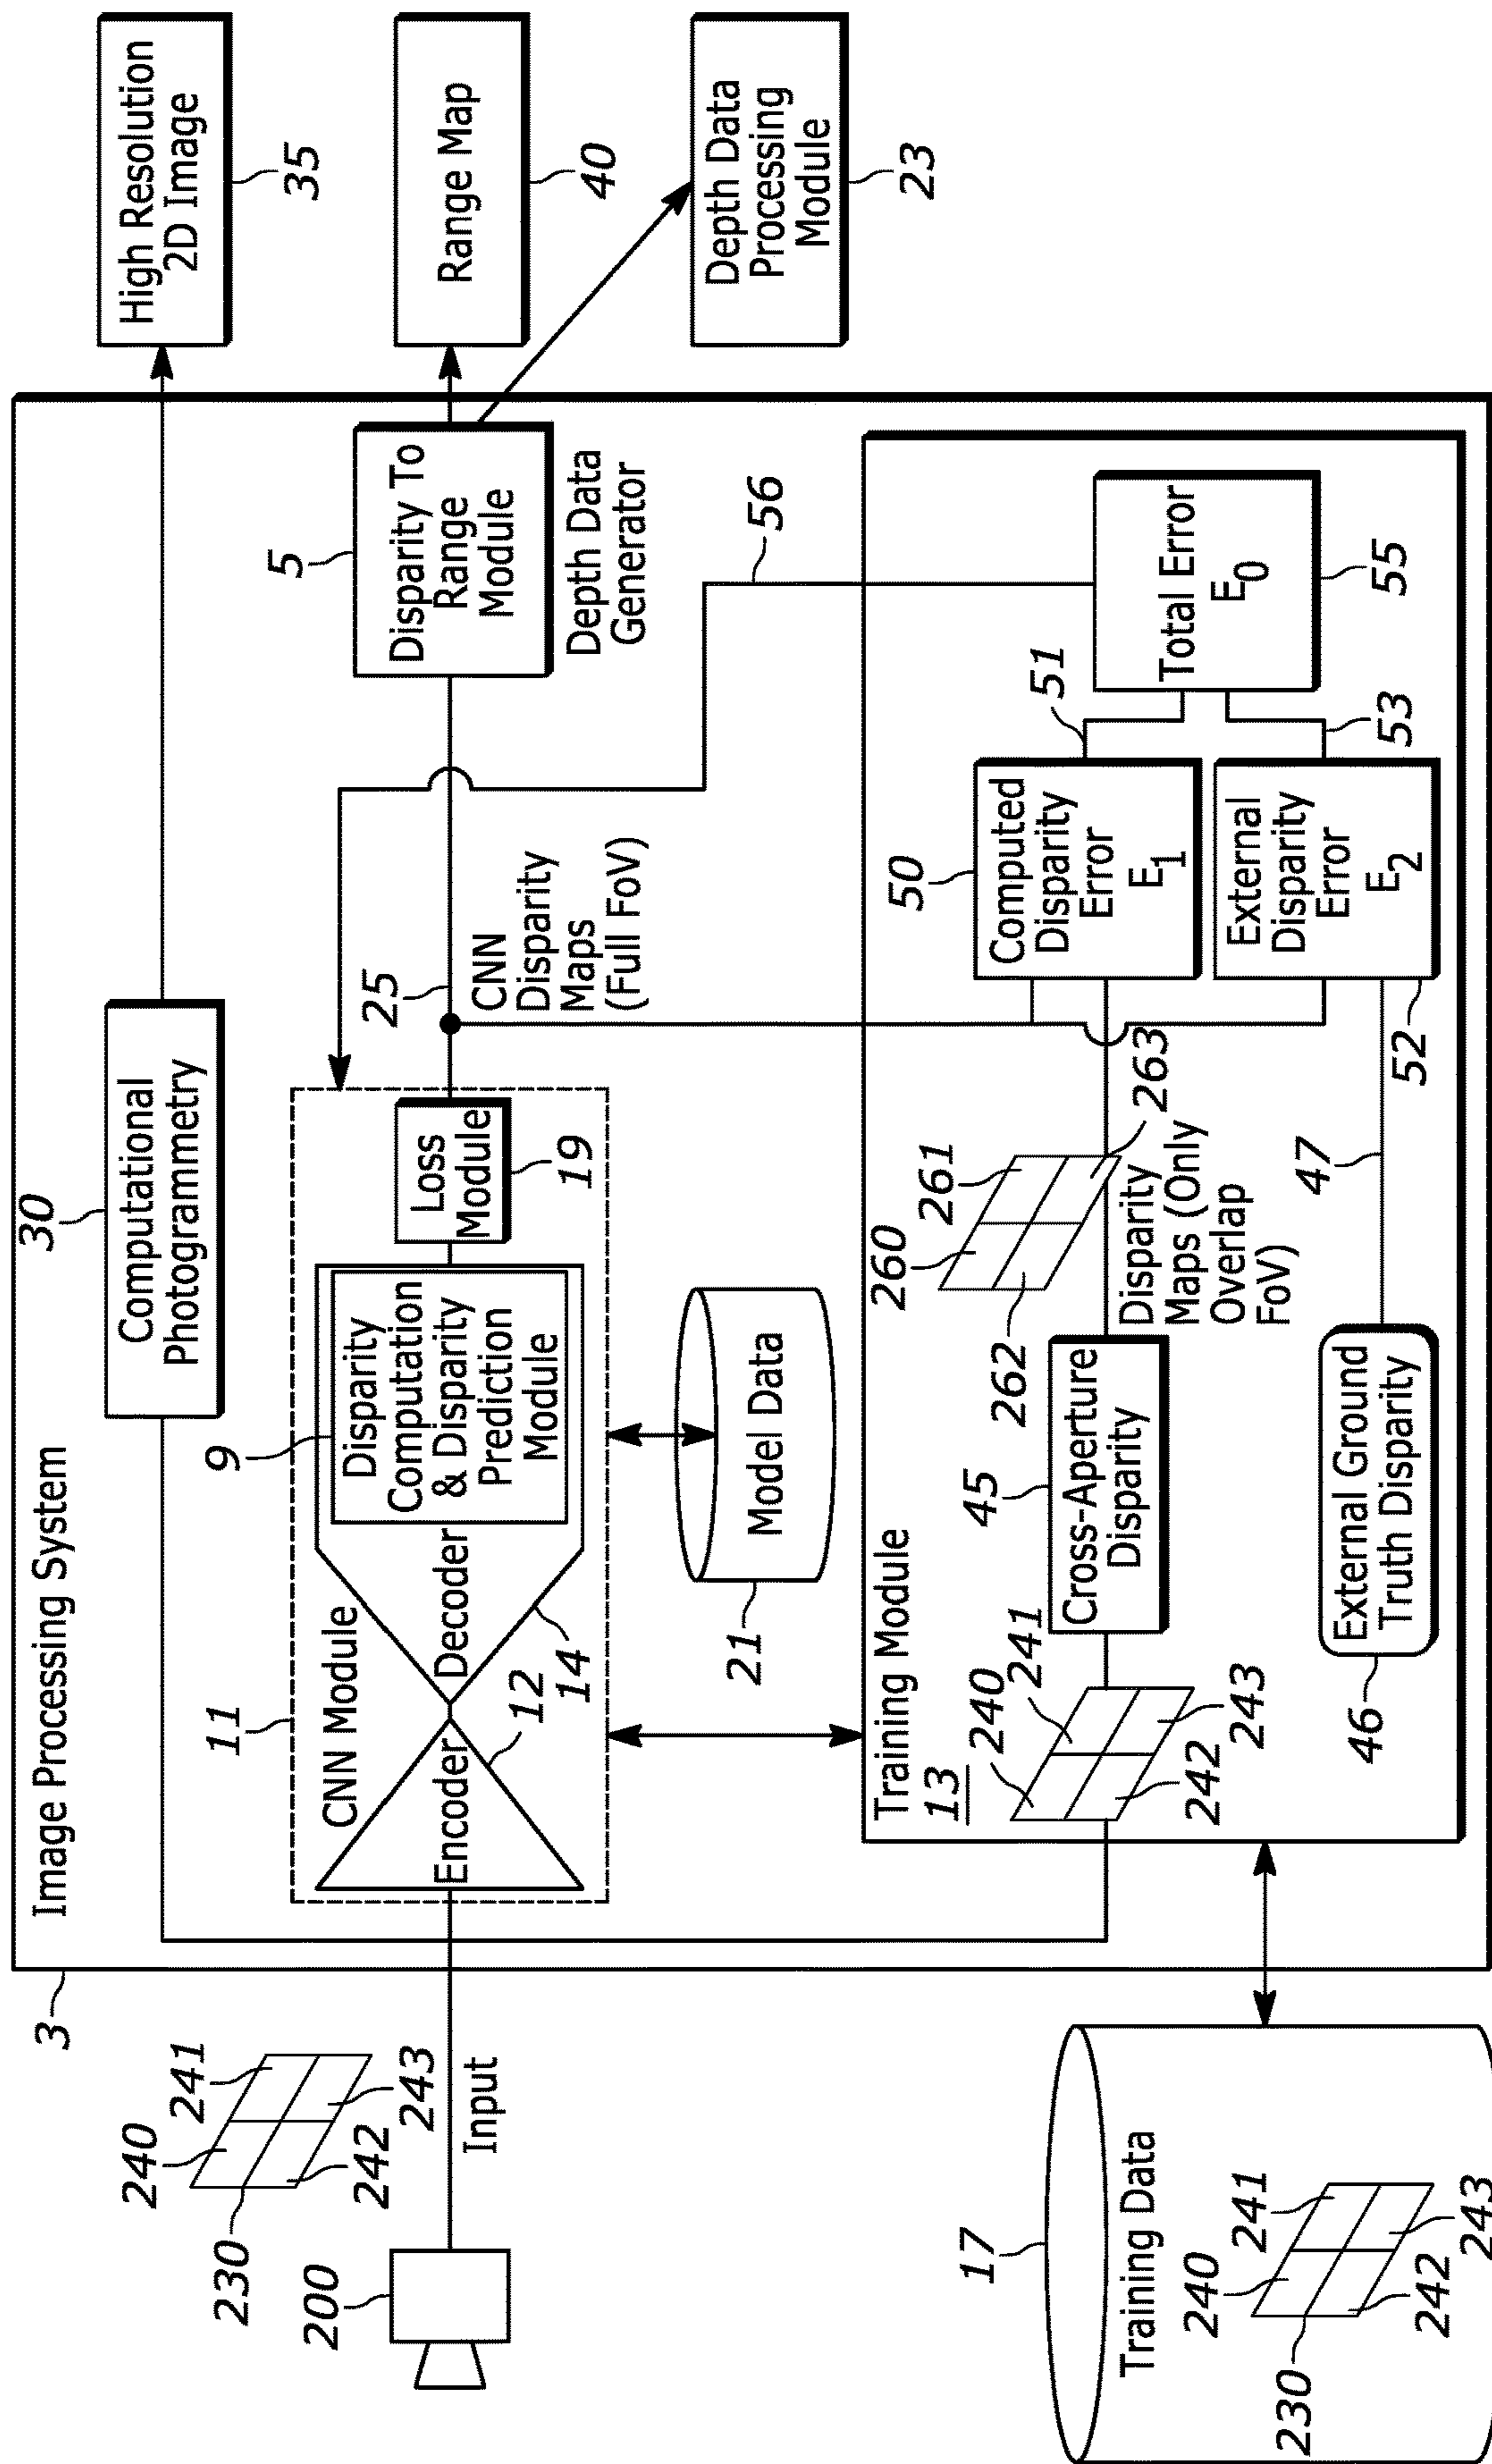 Image Processing System
3
30
Computational
Photogrammetry
High Resolution
2D Image
35
240
241
230
242
243
200
Input
11
CNN Module
Encoder
12
Decoder
14
9
Disparity
Computation
& Disparity
Prediction
Module
Loss
Module
19
25
CNN
Disparity
Maps
(Full FoV)
5
Disparity To
Range
Module
Depth Data
Generator
Range Map
40
Depth Data
Processing
Module
23
21
Model Data
56
Training Module
13
240
241
242
243
45
Cross-Aperture
Disparity
260
261
262
263
Disparity
Maps (Only
Overlap
FoV)
50
Computed
Disparity
Error
E1
51
External
Disparity
Error
E2
52
53
Total Error
E0
55
46
External Ground
Truth Disparity
47
17
Training Data
240
241
230
242
243